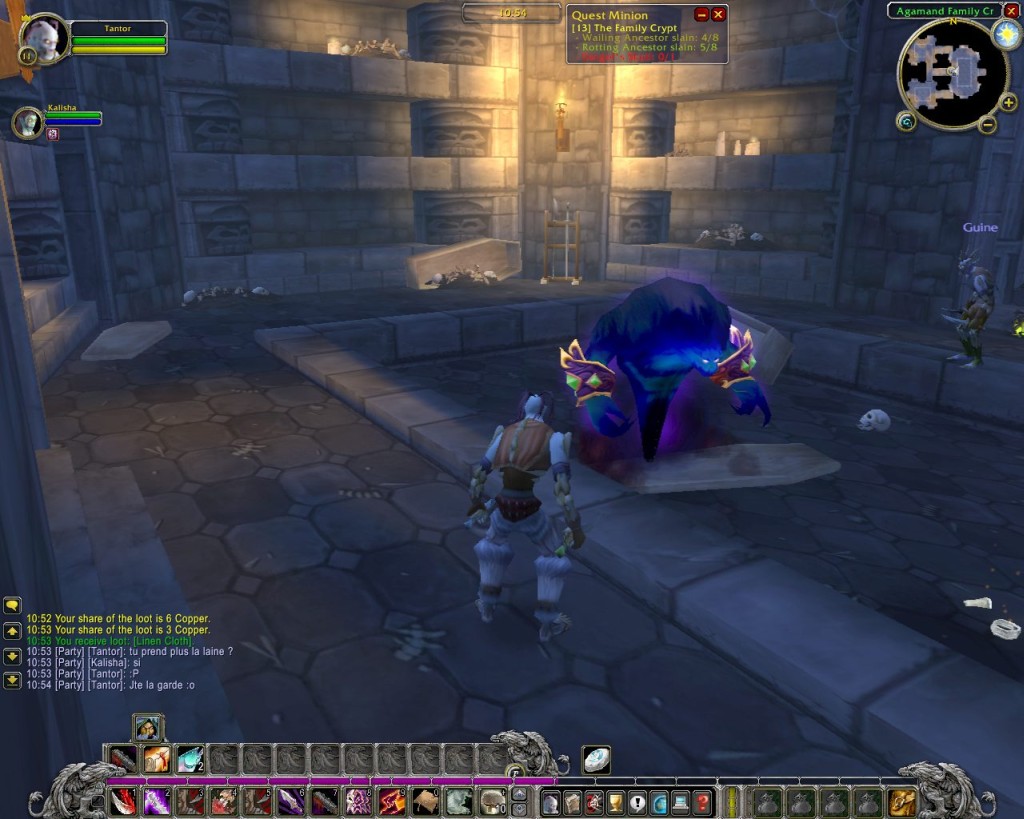 Tantor
Kalisha
10:54
Quest Minion
[13] The Family Crypt
- Wailing Ancestor slain: 4/8
- Rotting Ancestor slain: 5/8
0/1
Agamand Family Cr
N
Guine
10:52 Your share of the loot is 6 Copper.
10:53 Your share of the loot is 3 Copper.
10:53 You receive loot: [Linen Cloth].
10:53 [Party] [Tantor]: tu prend plus la laine ?
10:53 [Party] [Kalisha]: si
10:53 [Party] [Tantor]: :P
10:54 [Party] [Tantor]: Jte la garde :o
2
10